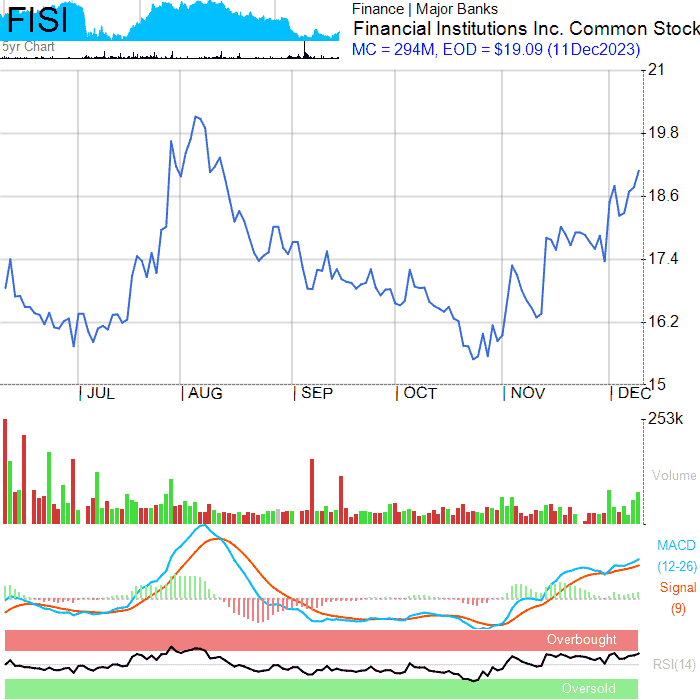 FISI
5yr Chart
Finance | Major Banks
Financial Institutions Inc. Common Stock
MC = 294M, EOD = $19.09 (11Dec2023)
21
19.8
18.6
17.4
16.2
15
JUL
AUG
SEP
OCT
NOV
DEC
253k
Volume
MACD
(12-26)
Signal
(9)
Overbought
RSI(14)
Oversold